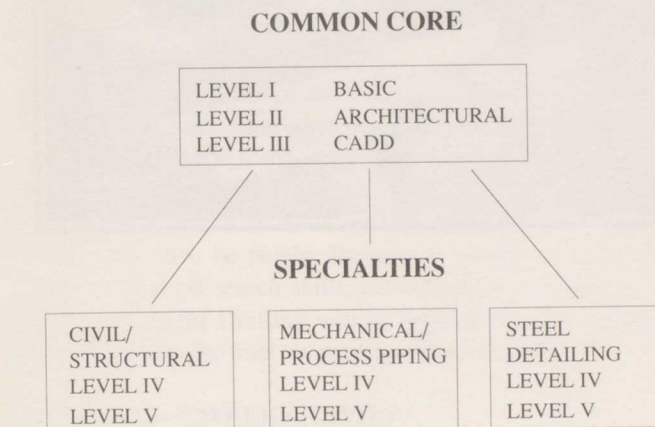 COMMON CORE
LEVEL I BASIC
LEVEL II ARCHITECTURAL
LEVEL III CADD
SPECIALTIES
CIVIL/
STRUCTURAL
LEVEL IV
LEVEL V
MECHANICAL/
PROCESS PIPING
LEVEL IV
LEVEL V
STEEL
DETAILING
LEVEL IV
LEVEL V